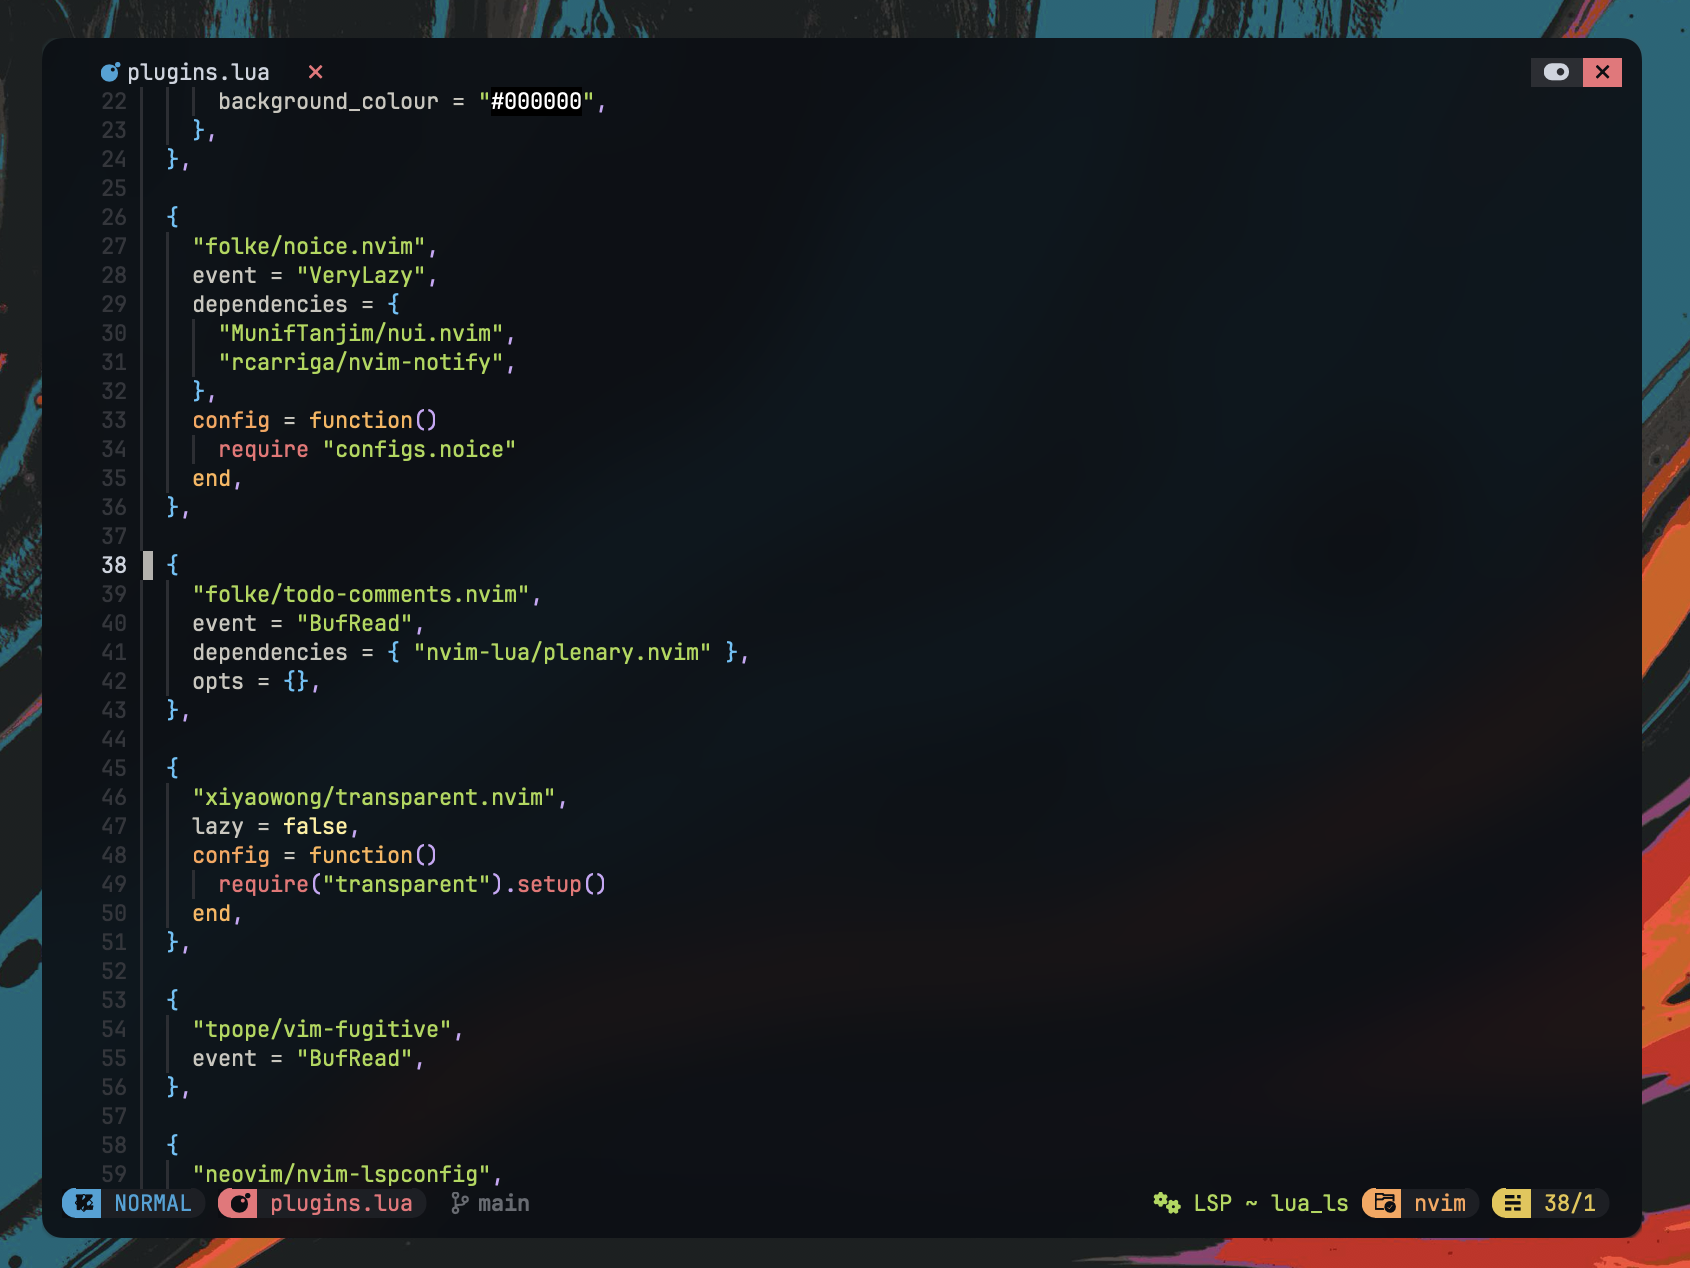 plugins.lua
22       background_colour = "#000000",
23     },
24   },
25
26   {
27     "folke/noice.nvim",
28     event = "VeryLazy",
29     dependencies = {
30       "MunifTanjim/nui.nvim",
31       "rcarriga/nvim-notify",
32     },
33     config = function()
34       require "configs.noice"
35     end,
36   },
37
38   {
39     "folke/todo-comments.nvim",
40     event = "BufRead",
41     dependencies = { "nvim-lua/plenary.nvim" },
42     opts = {},
43   },
44
45   {
46     "xiyaowong/transparent.nvim",
47     lazy = false,
48     config = function()
49       require("transparent").setup()
50     end,
51   },
52
53   {
54     "tpope/vim-fugitive",
55     event = "BufRead",
56   },
57
58   {
59     "neovim/nvim-lspconfig",
NORMAL plugins.lua main LSP ~ lua_ls nvim 38/1